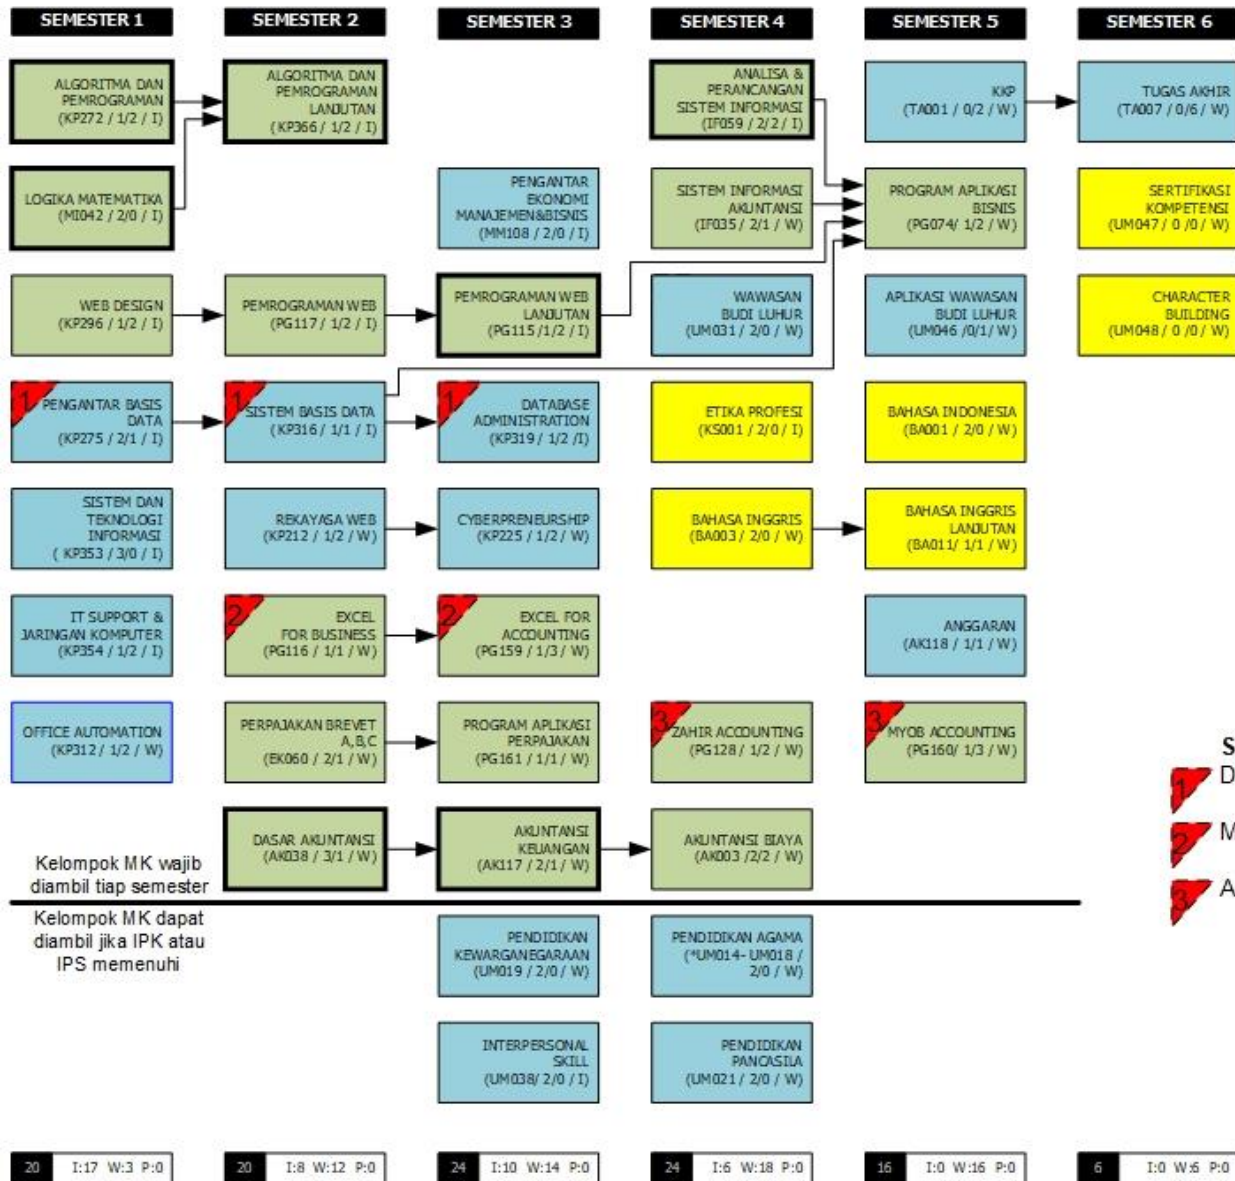 SEMESTER 1
ALGORITMA DAN
PEMROGRAMAN
(KP272 / 1/2 / I)
LOGIKA MATEMATIKA
(MI042 / 2/0 / I)
WEB DESIGN
(KP296 / 1/2 / I)
1
PENGANTAR BASIS
DATA
(KP275 / 2/1 / I)
SISTEM DAN
TEKNOLOGI
INFORMASI
( KP353 / 3/0 / I)
IT SUPPORT &
JARINGAN KOMPUTER
(KP354 / 1/2 / I)
OFFICE AUTOMATION
(KP312 / 1/2 / W)
SEMESTER 2
ALGORITMA DAN
PEMROGRAMAN
LANJUTAN
( KP366 / 1/2 / I)
PEMROGRAMAN WEB
(PG117 / 1/2 / I)
1
SISTEM BASIS DATA
(KP316 / 1/1 / I)
REKAYASA WEB
(KP212 / 1/2 / W)
2
EXCEL
FOR BUSINESS
(PG116 / 1/1 / W)
PERPAJAKAN BREVET
A,B,C
(EK060 / 2/1 / W)
DASAR AKUNTANSI
(AK038 / 3/1 / W)
SEMESTER 3
PENGANTAR
EKONOMI
MANAJEMEN&BISNIS
(MM108 / 2/0 / I)
PEMROGRAMAN WEB
LANJUTAN
(PG115 /1/2 / I)
1
DATABASE
ADMINISTRATION
(KP319 / 1/2 /I)
CYBERPRENEURSHIP
(KP225 / 1/2 / W)
2
EXCEL FOR
ACCOUNTING
(PG159 / 1/3 / W)
PROGRAM APLIKASI
PERPAJAKAN
(PG161 / 1/1 / W)
AKUNTANSI
KEUANGAN
(AK117 / 2/1 / W)
SEMESTER 4
ANALISA &
PERANCANGAN
SISTEM INFORMASI
(IF059 / 2/2 / I)
SISTEM INFORMASI
AKUNTANSI
(IF035 / 2/1 / W)
WAWASAN
BUDI LUHUR
(UM031 / 2/0 / W)
ETIKA PROFESI
(KS001 / 2/0 / I)
BAHASA INGGRIS
(BA003 / 2/0 / W)
3
ZAHIR ACCOUNTING
(PG128 / 1/2 / W)
AKUNTANSI BIAYA
(AK003 /2/2 / W)
SEMESTER 5
KKP
(TA001 / 0/2 / W)
PROGRAM APLIKASI
BISNIS
(PG074/ 1/2 / W)
APLIKASI WAWASAN
BUDI LUHUR
(UM046 /0/1/ W)
BAHASA INDONESIA
(BA001 / 2/0 / W)
BAHASA INGGRIS
LANJUTAN
(BA011/ 1/1 / W)
ANGGARAN
(AK118 / 1/1 / W)
3
MYOB ACCOUNTING
(PG160/ 1/3 / W)
SEMESTER 6
TUGAS AKHIR
(TA007 / 0/6 / W)
SERTIFIKASI
KOMPETENSI
(UM047 / 0 /0 / W)
CHARACTER
BUILDING
(UM048 / 0 /0 / W)
S
1 D
2 M
3 A
Kelompok MK wajib
diambil tiap semester
Kelompok MK dapat
diambil jika IPK atau
IPS memenuhi
PENDIDIKAN
KEWARGANEGARAAN
(UM019 / 2/0 / W)
INTERPERSONAL
SKILL
(UM038/ 2/0 / I)
PENDIDIKAN AGAMA
(*UM014- UM018 /
2/0 / W)
PENDIDIKAN
PANCASILA
(UM021 / 2/0 / W)
20 I:17 W:3 P:0
20 I:8 W:12 P:0
24 I:10 W:14 P:0
24 I:6 W:18 P:0
16 I:0 W:16 P:0
6 I:0 W:6 P:0